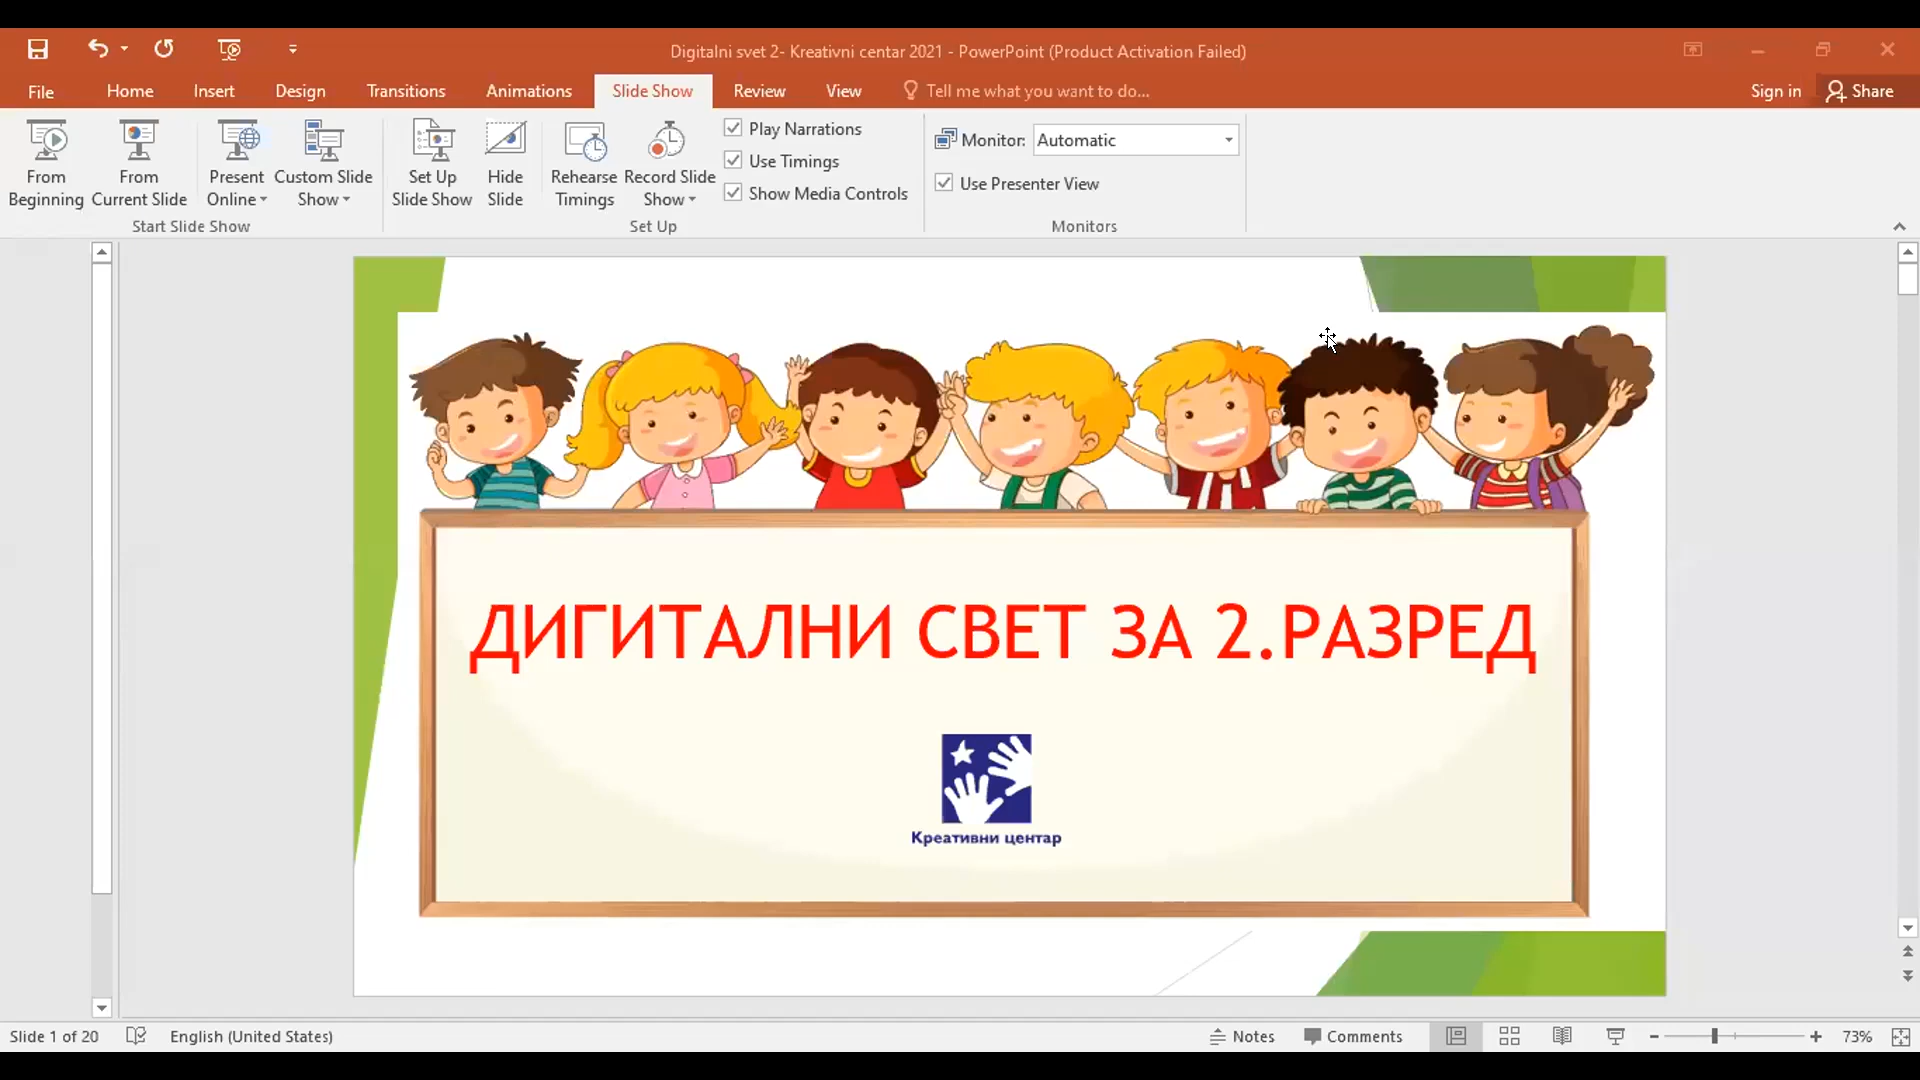 Digitalni svet 2- Kreativni centar 2021 - PowerPoint (Product Activation Failed)
File Home Insert Design Transitions Animations Slide Show Review View Tell me what you want to do... Sign in Share
From Beginning
From Current Slide
Present Online
Custom Slide Show
Start Slide Show
Set Up Slide Show
Hide Slide
Rehearse Timings
Record Slide Show
Play Narrations
Use Timings
Show Media Controls
Set Up
Monitor: Automatic
Use Presenter View
Monitors
ДИГИТАЛНИ СВЕТ ЗА 2.РАЗРЕД
Креативни центар
Slide 1 of 20 English (United States) Notes Comments 73%